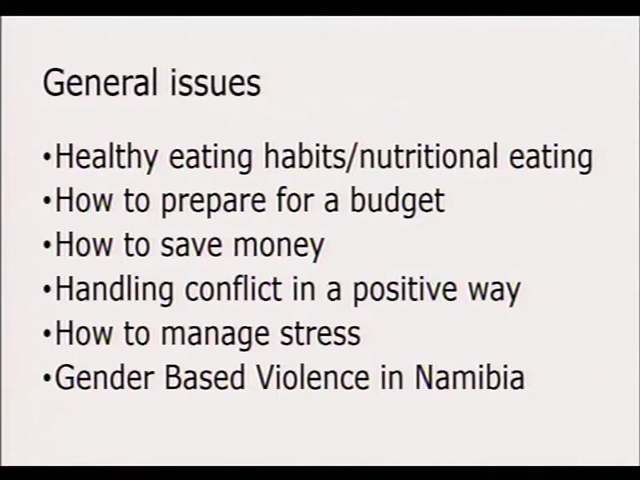 General issues
•Healthy eating habits/nutritional eating
•How to prepare for a budget
•How to save money
•Handling conflict in a positive way
•How to manage stress
•Gender Based Violence in Namibia